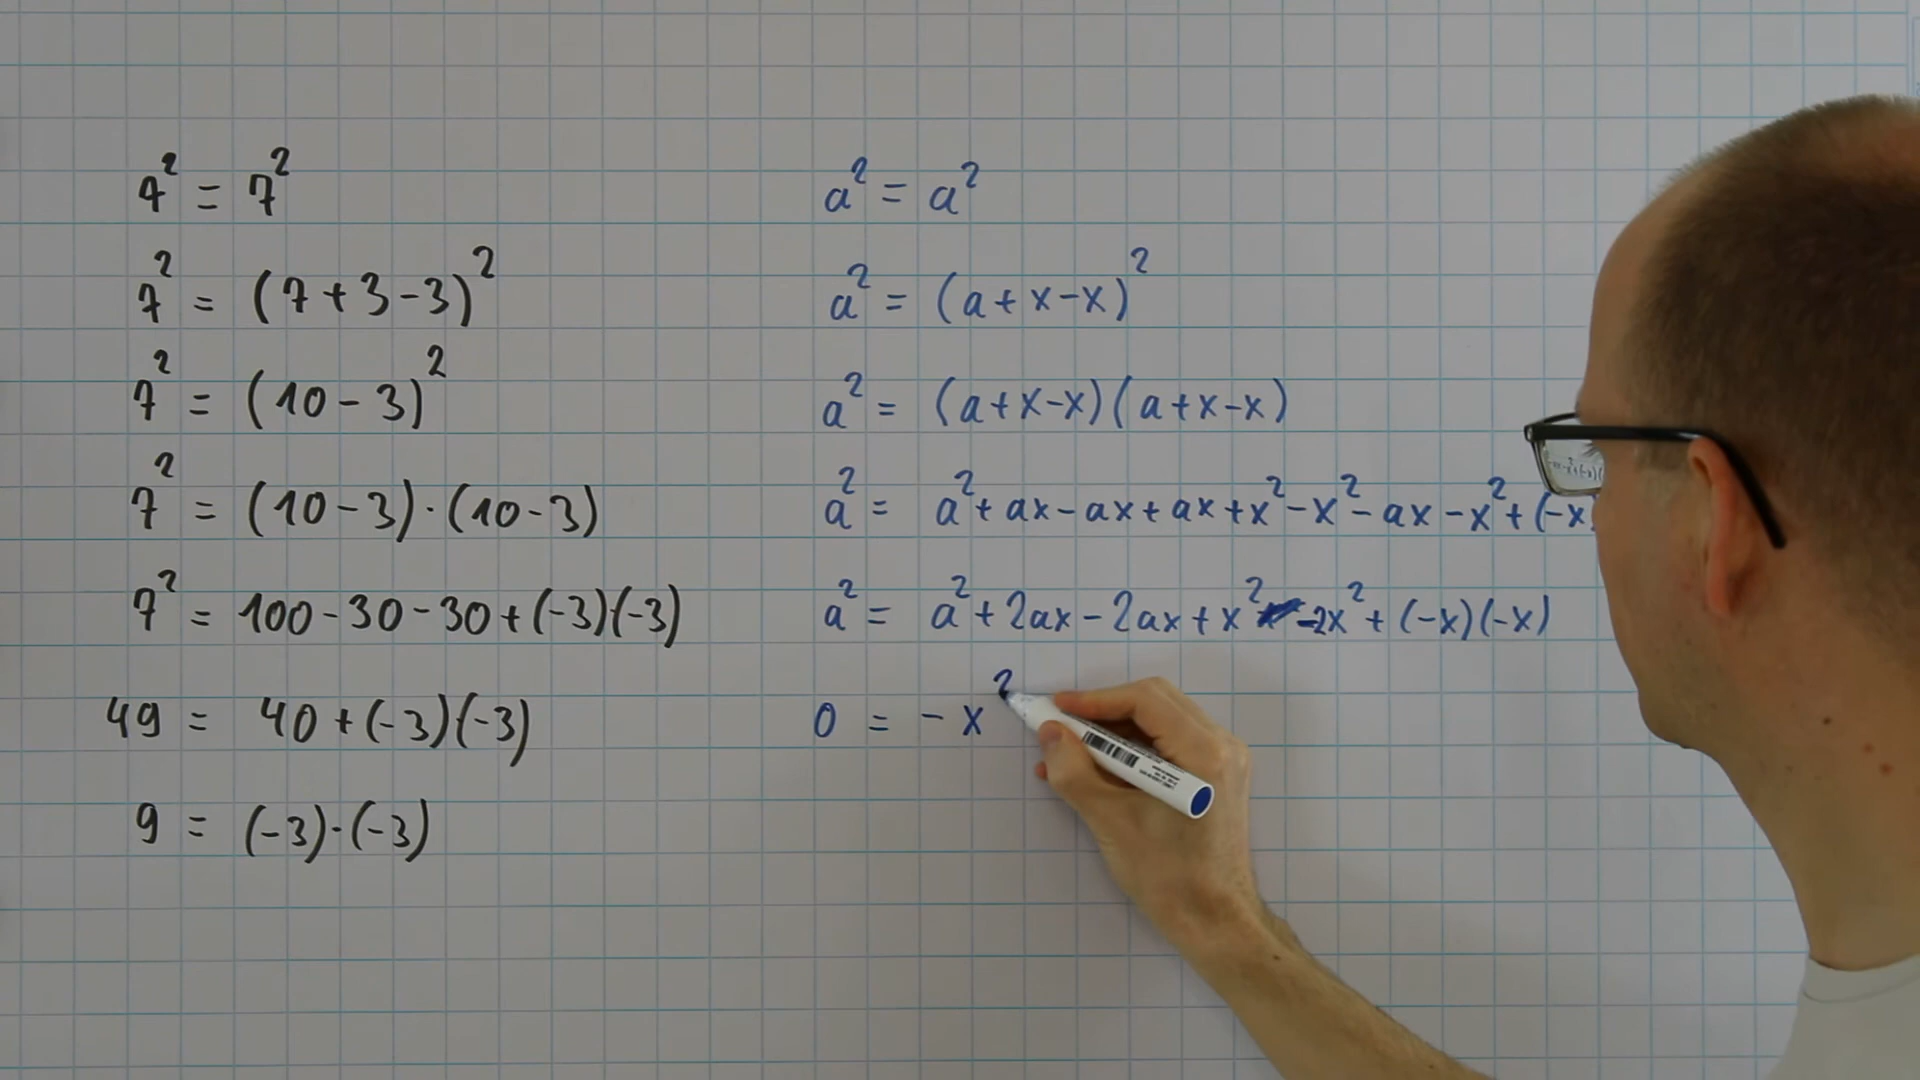 7² = 7²
7² = (7+3-3)²
7² = (10-3)²
7² = (10-3)·(10-3)
7² = 100-30-30+(-3)(-3)
49 = 40+(-3)(-3)
9 = (-3)·(-3)
a² = a²
a² = (a+x-x)²
a² = (a+x-x)(a+x-x)
a² = a²+ax-ax+ax+x²-x²-ax-x²+(-x
a² = a²+2ax-2ax+x² -2x²+(-x)(-x)
0 = -x²